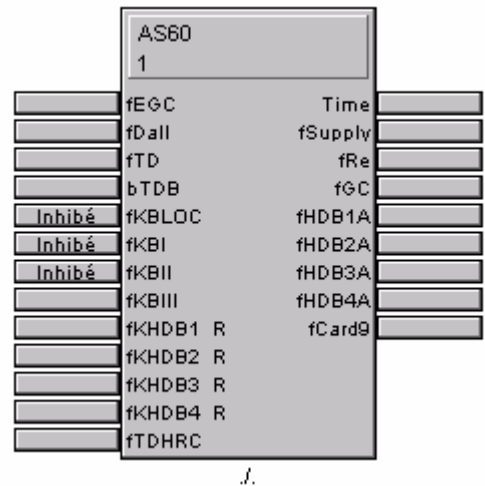 AS60
1
fEGC Time
fDall fSupply
fTD fRe
bTDB fGC
Inhibé fKBLOC fHDB1A
Inhibé fKBI fHDB2A
Inhibé fKBII fHDB3A
fKBIII fHDB4A
fKHDB1 R fCard9
fKHDB2 R
fKHDB3 R
fKHDB4 R
fTDHRC
./.